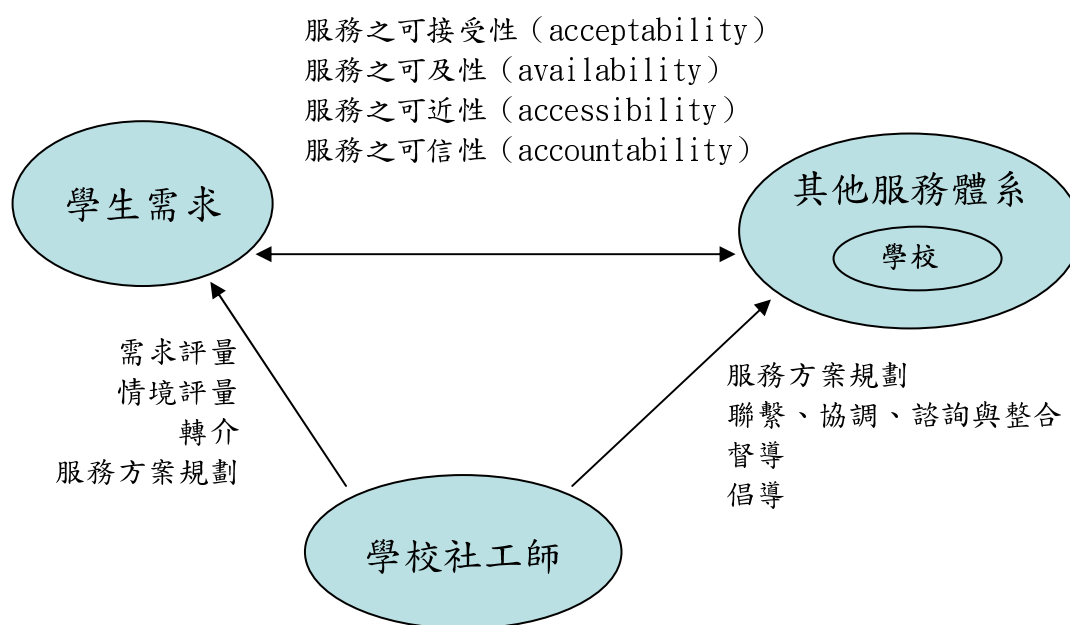 服務之可接受性（acceptability）
服務之可及性（availability）
服務之可近性（accessibility）
服務之可信性（accountability）
學生需求
其他服務體系
學校
需求評量
情境評量
轉介
服務方案規劃
服務方案規劃
聯繫、協調、諮詢與整合
督導
倡導
學校社工師